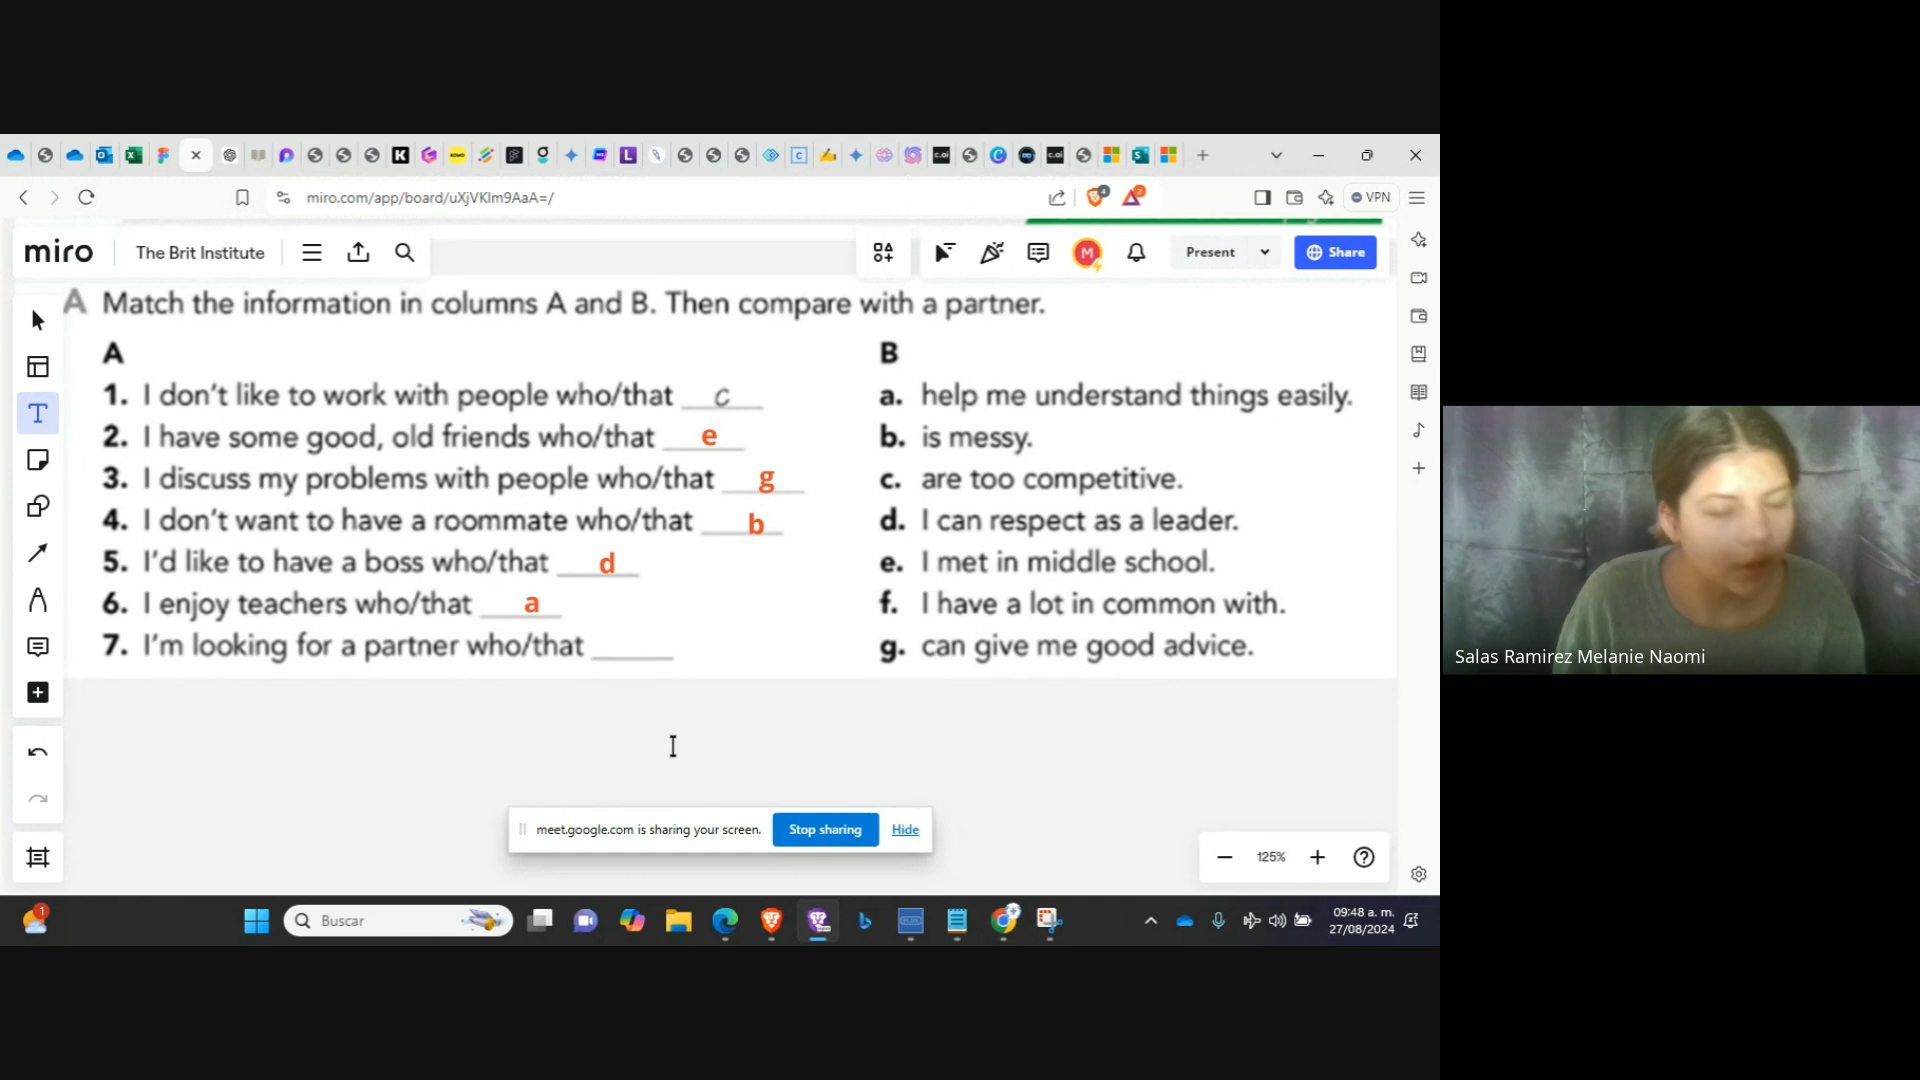 miro.com/app/board/uXjVKlm9AaA=/
4
2
VPN
miro
The Brit Institute
M
Present
Share
A Match the information in columns A and B. Then compare with a partner.
A
1. I don't like to work with people who/that c
2. I have some good, old friends who/that e
3. I discuss my problems with people who/that g
4. I don't want to have a roommate who/that b
5. I'd like to have a boss who/that d
6. I enjoy teachers who/that a
7. I'm looking for a partner who/that ______
B
a. help me understand things easily.
b. is messy.
c. are too competitive.
d. I can respect as a leader.
e. I met in middle school.
f. I have a lot in common with.
g. can give me good advice.
Salas Ramirez Melanie Naomi
meet.google.com is sharing your screen.
Stop sharing
Hide
125%
1
Buscar
09:48 a. m.
27/08/2024